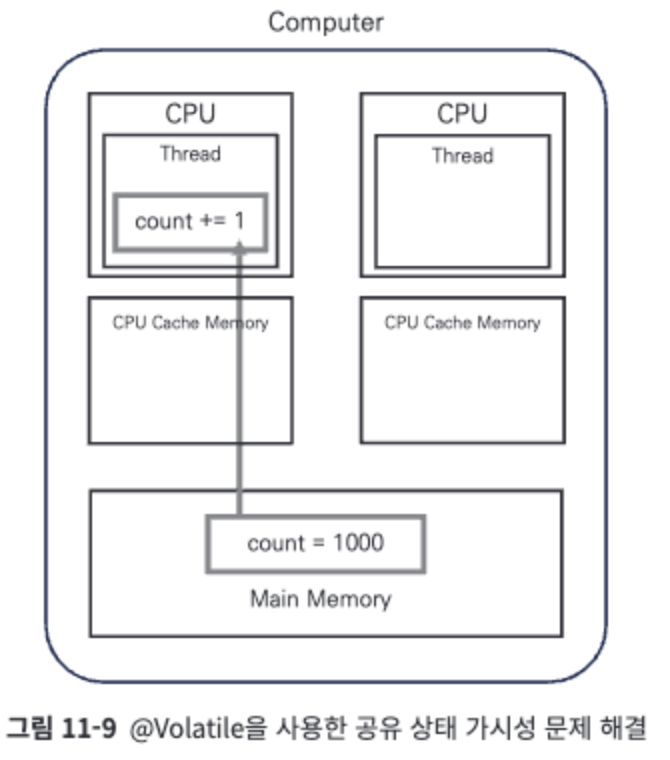 Computer
CPU
CPU
Thread
Thread
count += 1
CPU Cache Memory
CPU Cache Memory
count = 1000
Main Memory
그림 11-9 @Volatile을 사용한 공유 상태 가시성 문제 해결